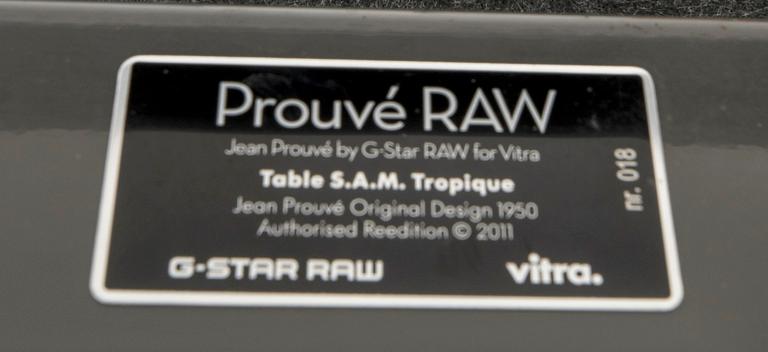 Prouvé RAW
Jean Prouvé by G-Star RAW for Vitra
Table S.A.M. Tropique
Jean Prouvé Original Design 1950
Authorised Reedition © 2011
G-STAR RAW
vitra.
nr. 018